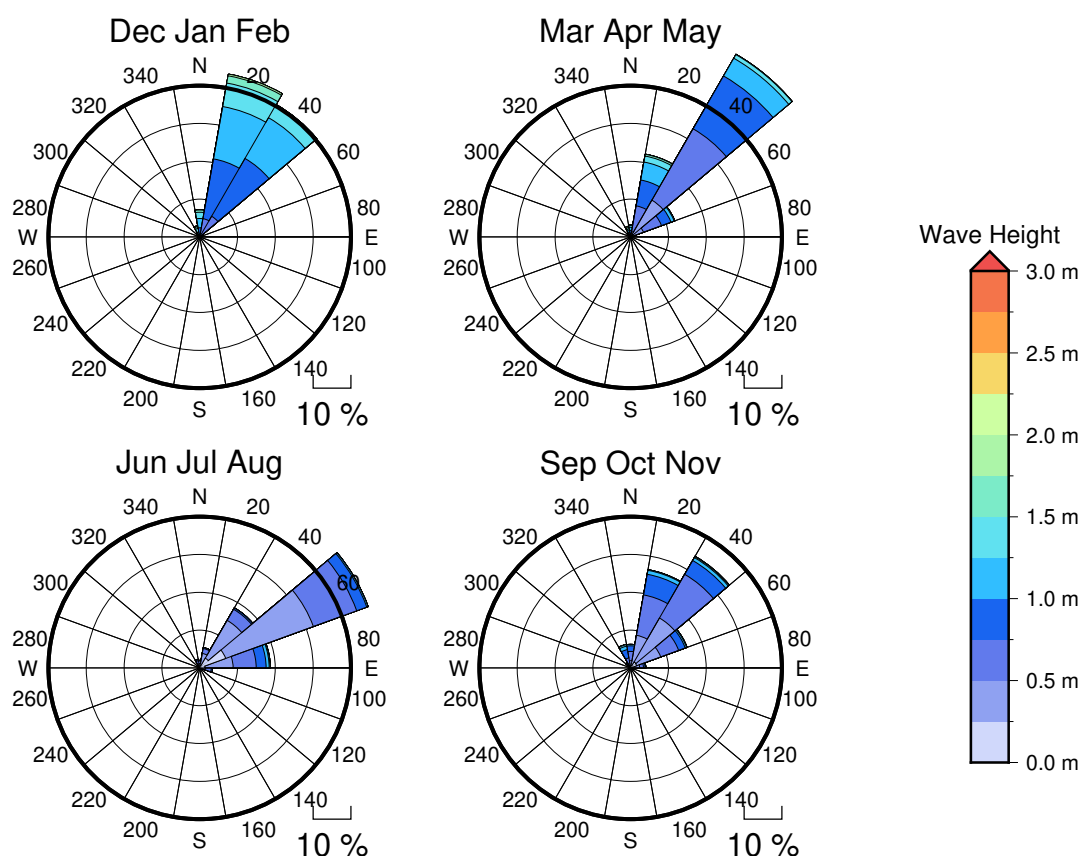 Dec Jan Feb
N
20
40
60
80
E
100
120
140
160
S
200
220
240
260
W
280
300
320
340
10 %
Mar Apr May
N
20
40
60
80
E
100
120
140
160
S
200
220
240
260
W
280
300
320
340
10 %
Jun Jul Aug
N
20
40
60
80
E
100
120
140
160
S
200
220
240
260
W
280
300
320
340
10 %
Sep Oct Nov
N
20
40
60
80
E
100
120
140
160
S
200
220
240
260
W
280
300
320
340
10 %
Wave Height
3.0 m
2.5 m
2.0 m
1.5 m
1.0 m
0.5 m
0.0 m